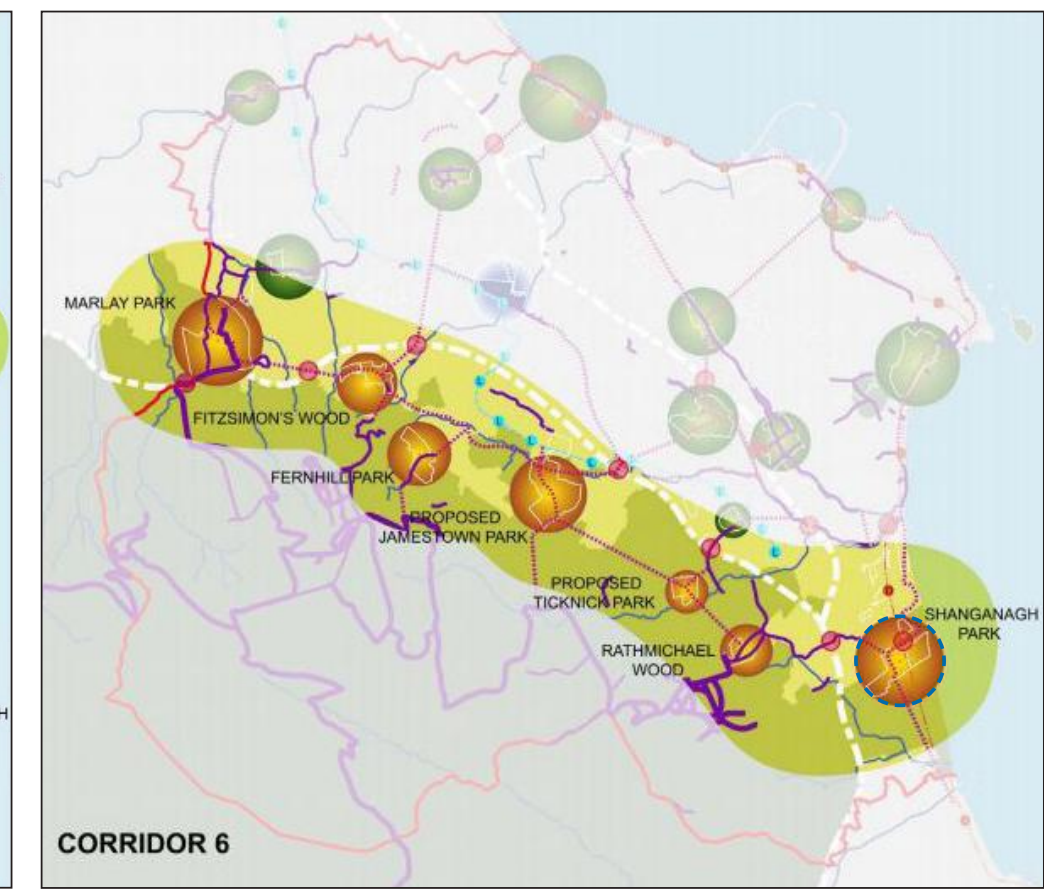 MARLAY PARK
FITZSIMON'S WOOD
FERNHILL PARK
PROPOSED
JAMESTOWN PARK
PROPOSED
TICKNICK PARK
RATHMICHAEL
WOOD
SHANGANAGH
PARK
H
CORRIDOR 6